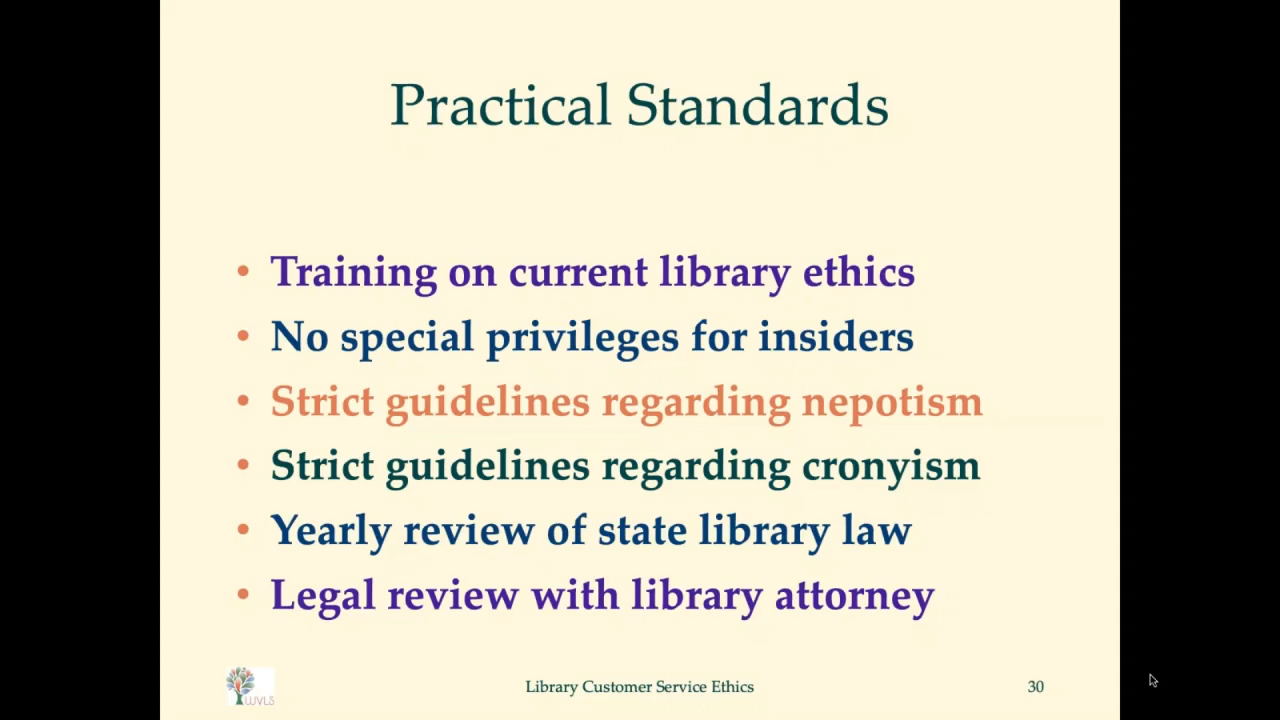 Practical Standards
• Training on current library ethics
• No special privileges for insiders
• Strict guidelines regarding nepotism
• Strict guidelines regarding cronyism
• Yearly review of state library law
• Legal review with library attorney
WVLS
Library Customer Service Ethics
30